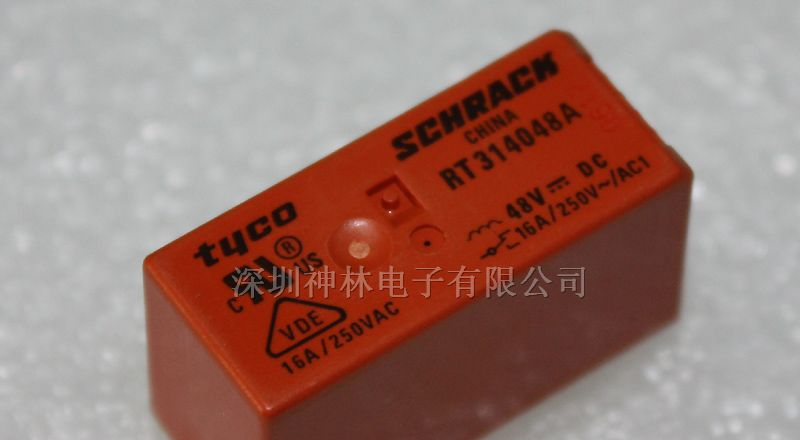 SCHRACK
CHINA
RT314048A
48V⎓ DC
16A/250V~/AC1
tyco
®
C US
VDE
16A/250VAC
深圳神林电子有限公司